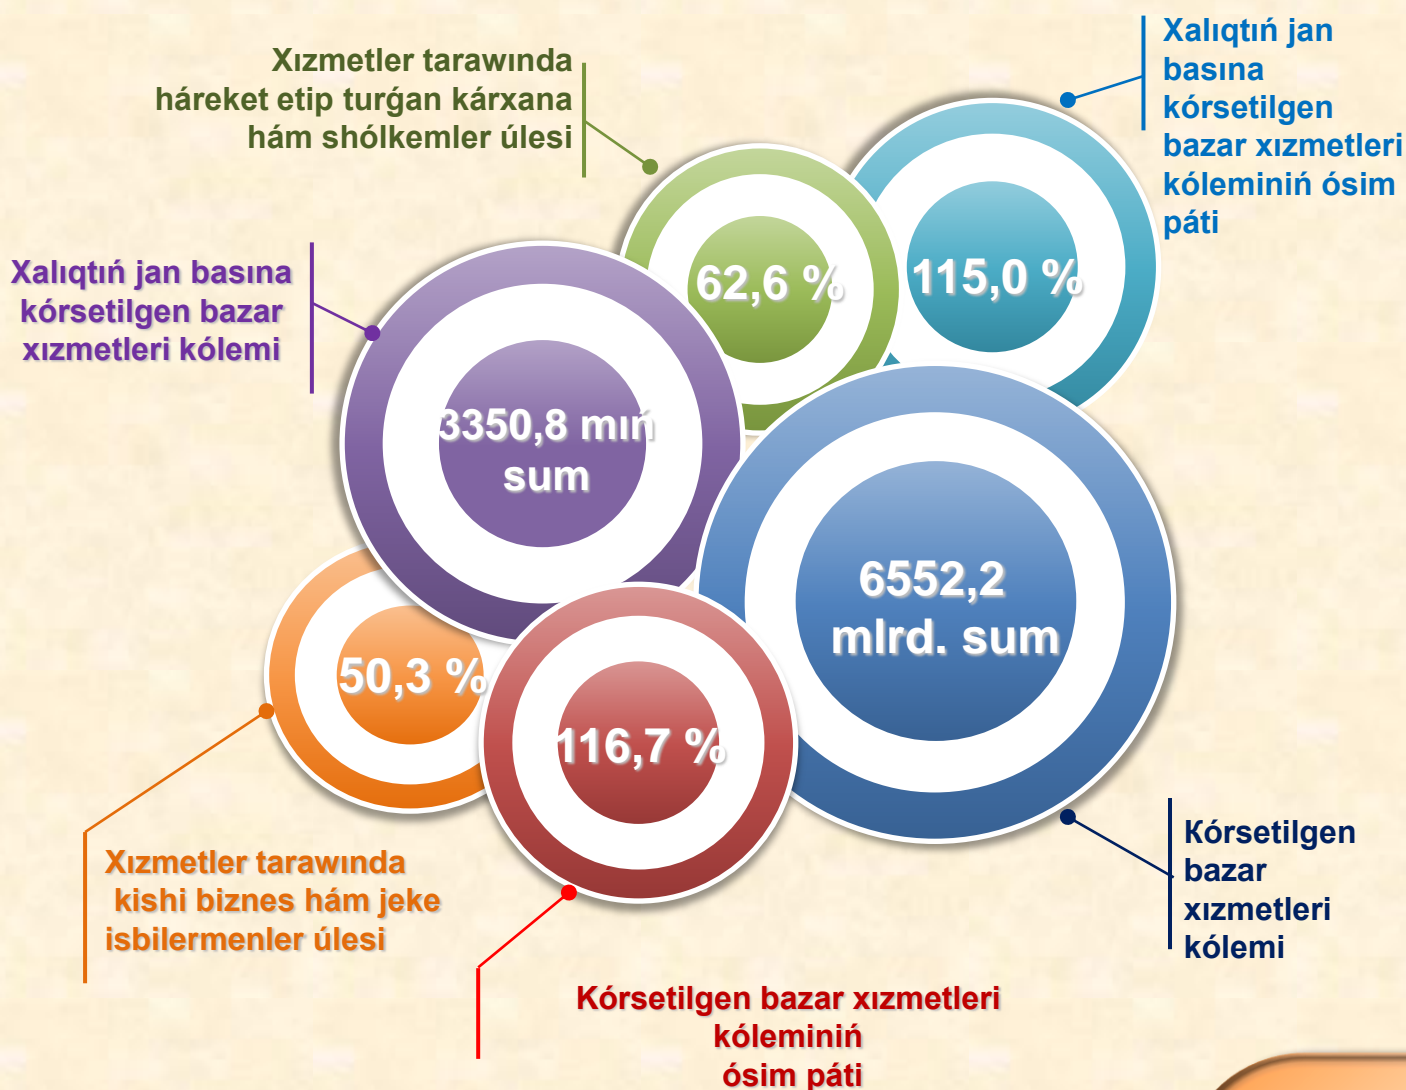 Xızmetler tarawında
háreket etip turǵan kárxana
hám shólkemler úlesi
Xalıqtıń jan
basına
kórsetilgen
bazar xızmetleri
kóleminiń ósim
páti
Xalıqtıń jan basına
kórsetilgen bazar
xızmetleri kólemi
62,6 %
115,0 %
3350,8 mıń
sum
6552,2
mlrd. sum
50,3 %
116,7 %
Xızmetler tarawında
kishi biznes hám jeke
isbilermenler úlesi
Kórsetilgen
bazar
xızmetleri
kólemi
Kórsetilgen bazar xızmetleri
kóleminiń
ósim páti